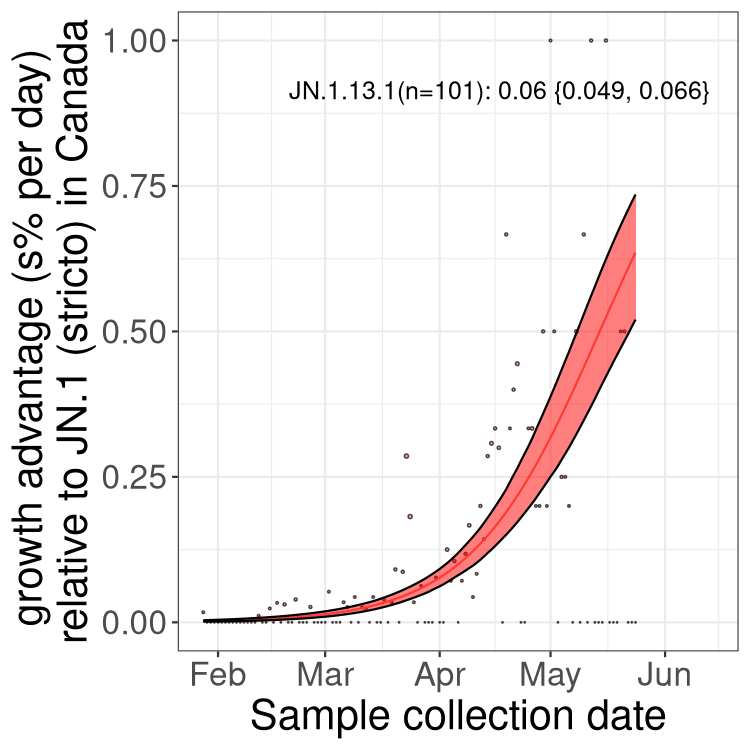 growth advantage (s% per day)
relative to JN.1 (stricto) in Canada
1.00
0.75
0.50
0.25
0.00
JN.1.13.1(n=101): 0.06 {0.049, 0.066}
Feb Mar Apr May Jun
Sample collection date